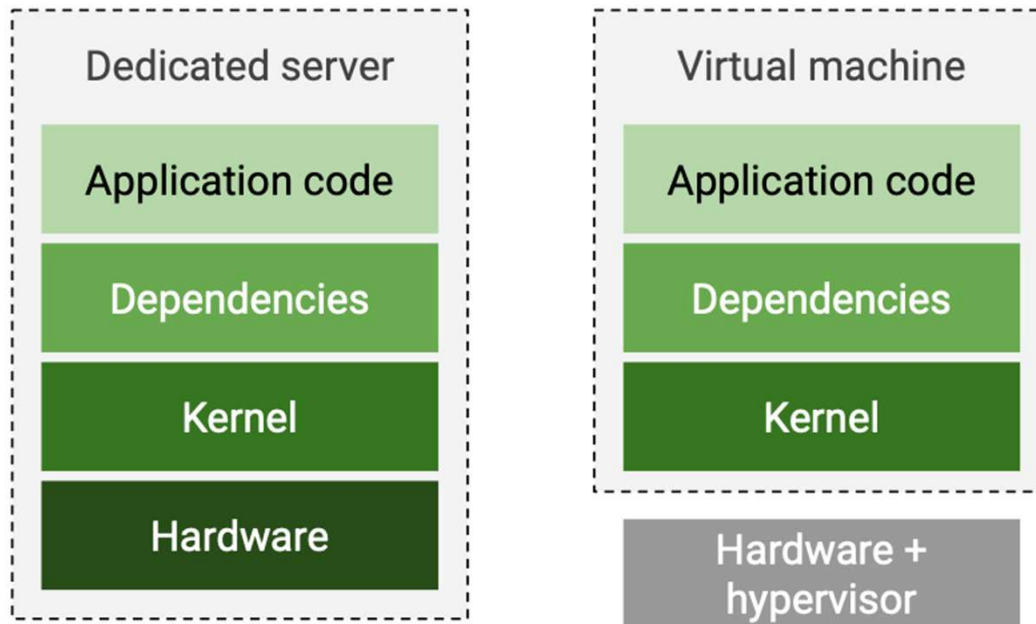 Dedicated server
Application code
Dependencies
Kernel
Hardware
Virtual machine
Application code
Dependencies
Kernel
Hardware +
hypervisor